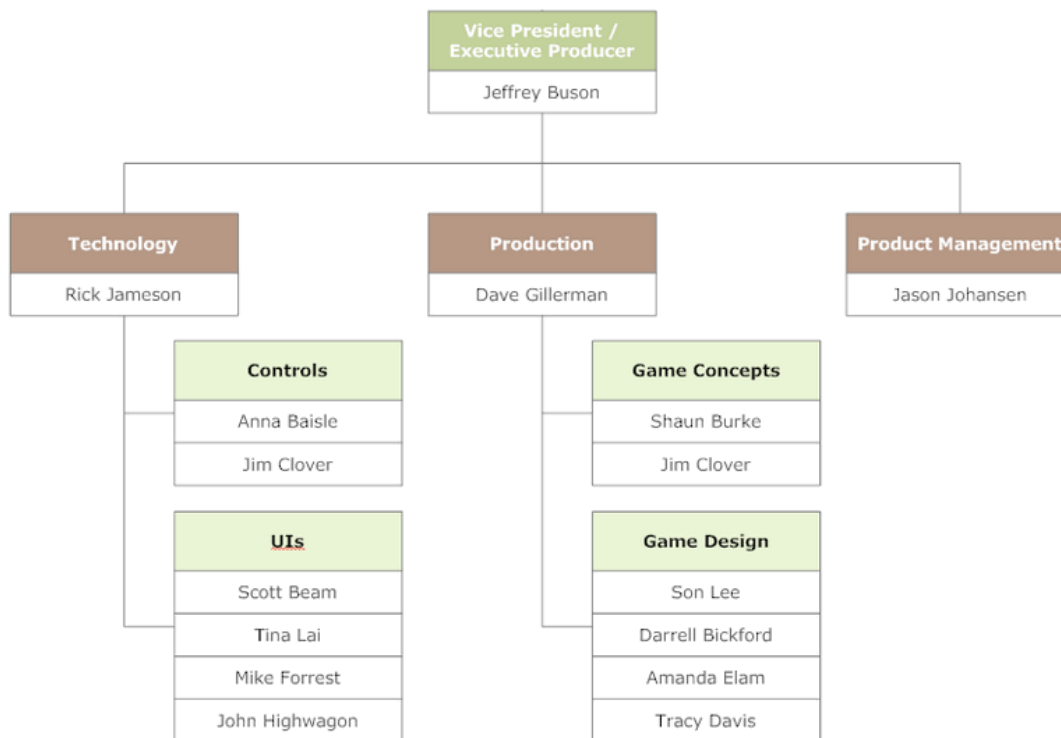 Vice President /
Executive Producer
Jeffrey Buson
Technology
Rick Jameson
Controls
Anna Baisle
Jim Clover
UIs
Scott Beam
Tina Lai
Mike Forrest
John Highwagon
Production
Dave Gillerman
Game Concepts
Shaun Burke
Jim Clover
Game Design
Son Lee
Darrell Bickford
Amanda Elam
Tracy Davis
Product Management
Jason Johansen